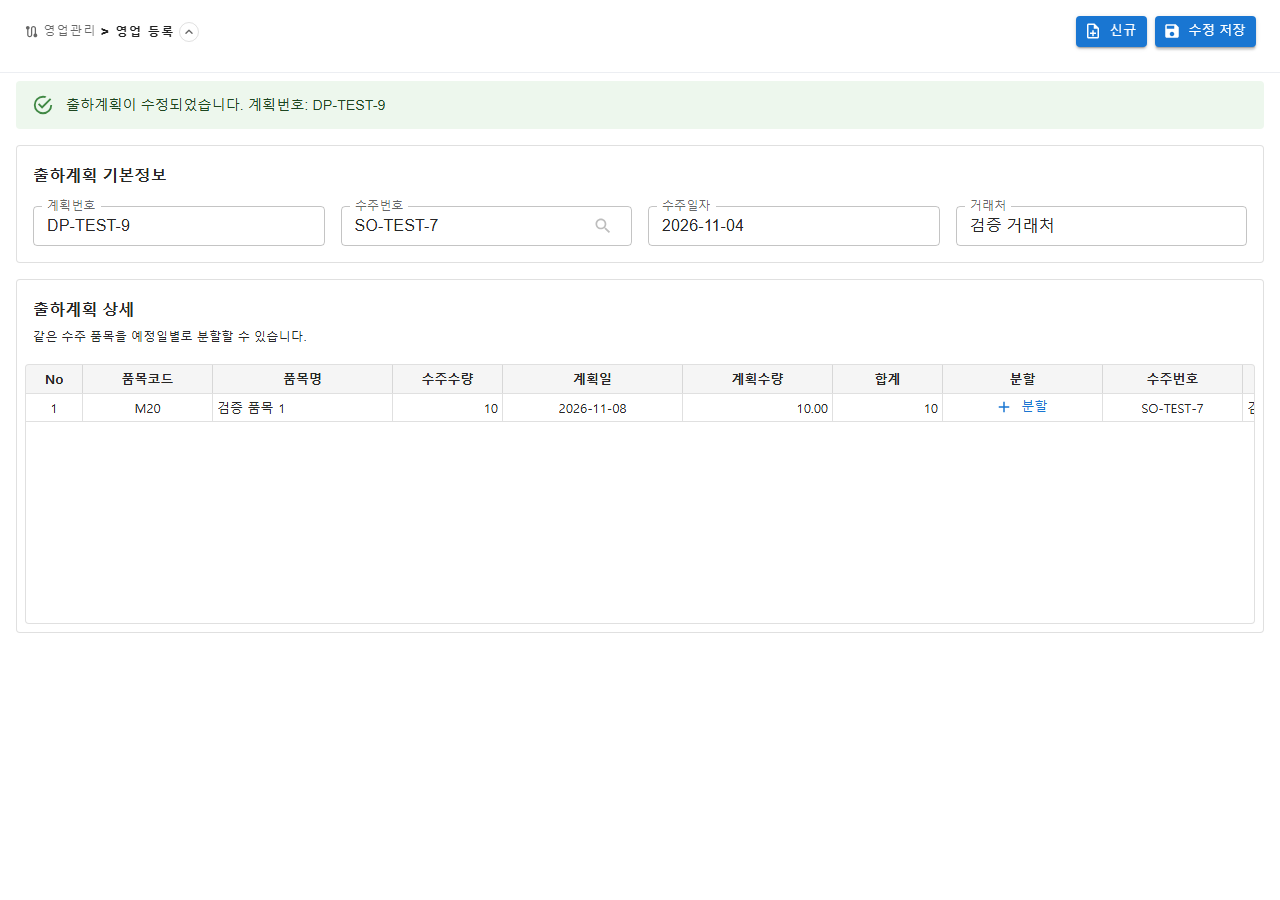 영업관리 > 영업 등록
신규
수정 저장
출하계획이 수정되었습니다. 계획번호: DP-TEST-9
출하계획 기본정보
계획번호 수주번호 수주일자 거래처
DP-TEST-9 SO-TEST-7 2026-11-04 검증 거래처
출하계획 상세
같은 수주 품목을 예정일별로 분할할 수 있습니다.
No 품목코드 품목명 수주수량 계획일 계획수량 합계 분할 수주번호
1 M20 검증 품목 1 10 2026-11-08 10.00 10 + 분할 SO-TEST-7